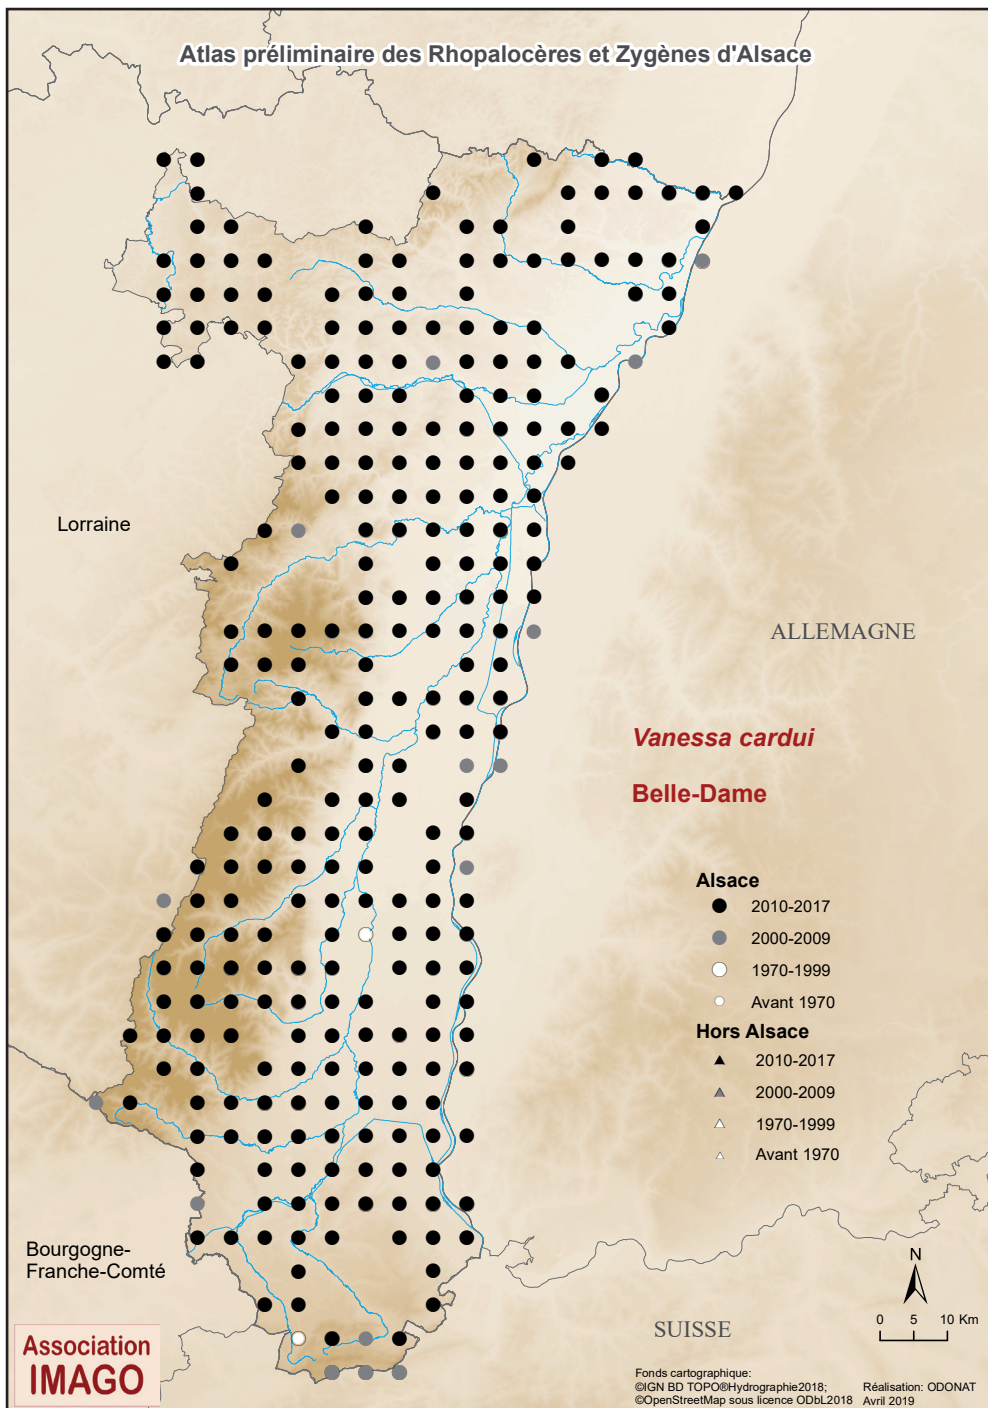 Atlas préliminaire des Rhopalocères et Zygènes d'Alsace
Lorraine
ALLEMAGNE
Vanessa cardui
Belle-Dame
Alsace
2010-2017
2000-2009
1970-1999
Avant 1970
Hors Alsace
2010-2017
2000-2009
1970-1999
Avant 1970
Bourgogne-
Franche-Comté
N
0 5 10 Km
SUISSE
Association
IMAGO
Fonds cartographique:
©IGN BD TOPO®Hydrographie2018;
©OpenStreetMap sous licence ODbL2018
Réalisation: ODONAT
Avril 2019